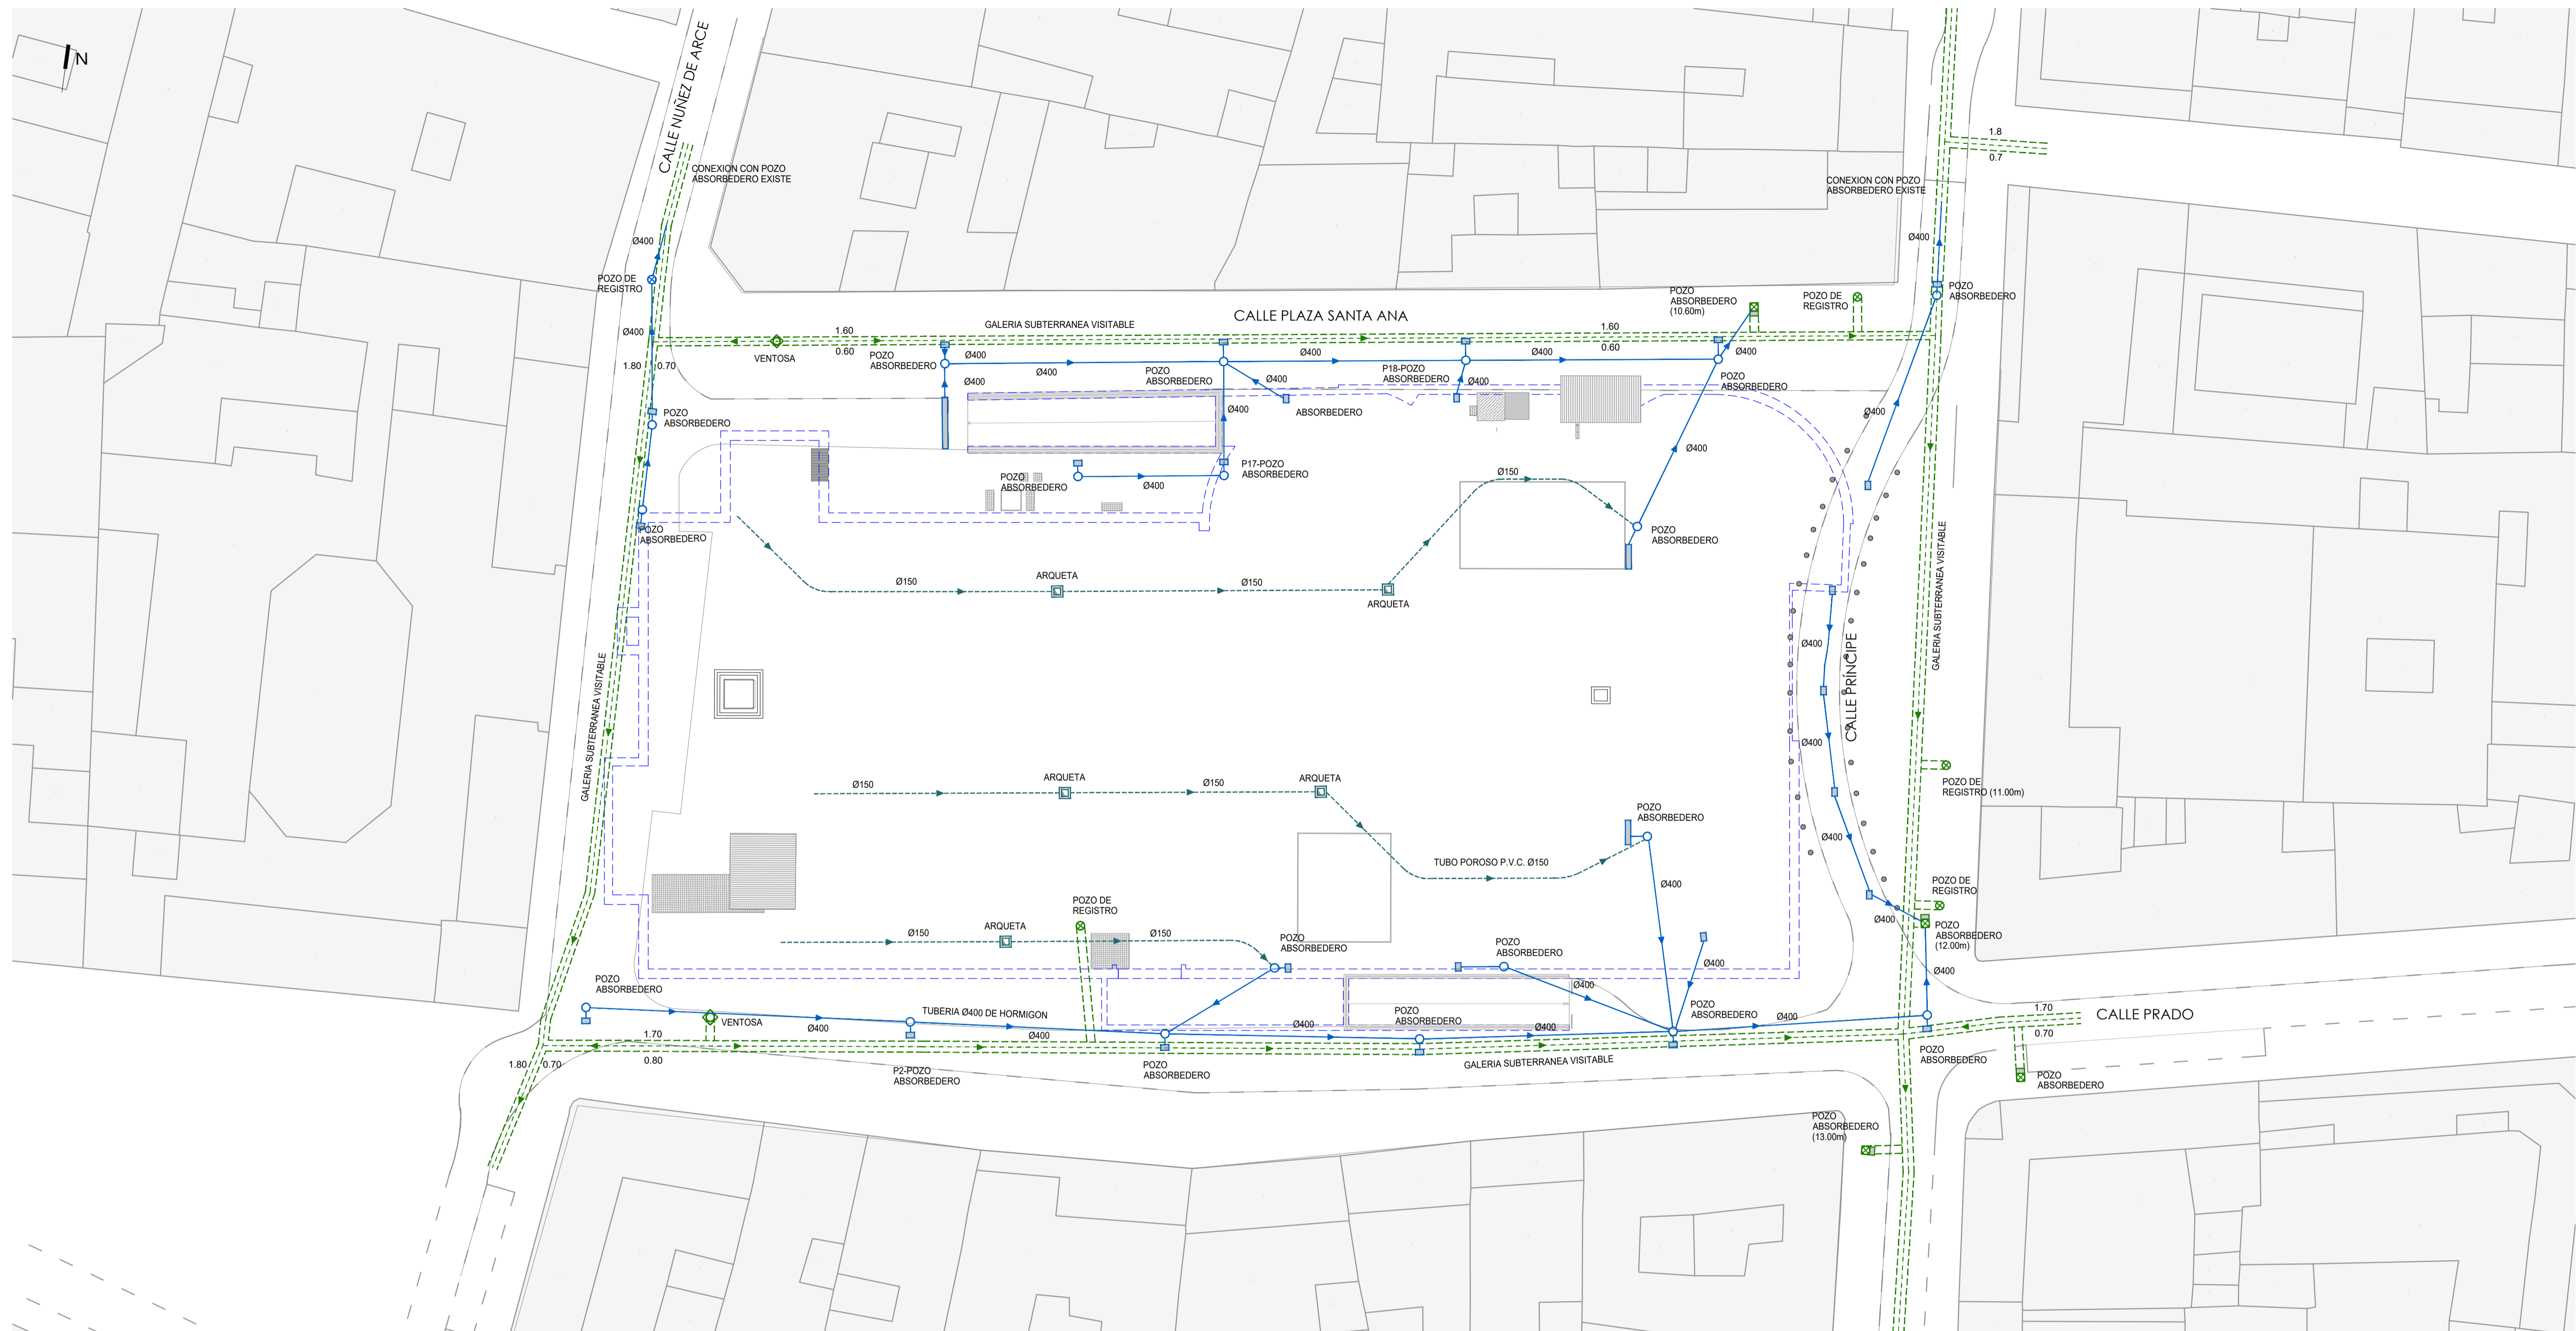 N
CALLE NUÑEZ DE ARCE
CONEXION CON POZO
ABSORBEDERO EXISTE
1.8
0.7
CONEXION CON POZO
ABSORBEDERO EXISTE
Ø400
Ø400
POZO DE
REGISTRO
POZO
ABSORBEDERO
(10.60m)
POZO DE
REGISTRO
POZO
ABSORBEDERO
CALLE PLAZA SANTA ANA
Ø400
1.60
GALERIA SUBTERRANEA VISITABLE
1.60
0.60
0.60
VENTOSA
1.80
0.70
POZO
ABSORBEDERO
Ø400
Ø400
Ø400
Ø400
Ø400
Ø400
POZO
ABSORBEDERO
P18-POZO
ABSORBEDERO
POZO
ABSORBEDERO
Ø400
Ø400
Ø400
Ø400
ABSORBEDERO
Ø400
POZO
ABSORBEDERO
Ø400
P17-POZO
ABSORBEDERO
POZO
ABSORBEDERO
Ø400
Ø150
POZO
ABSORBEDERO
POZO
ABSORBEDERO
Ø150
ARQUETA
Ø150
ARQUETA
GALERIA SUBTERRANEA VISITABLE
Ø400
CALLE PRÍNCIPE
GALERIA SUBTERRANEA VISITABLE
Ø400
Ø150
ARQUETA
Ø150
ARQUETA
POZO DE
REGISTRO (11.00m)
POZO
ABSORBEDERO
Ø400
TUBO POROSO P.V.C. Ø150
Ø400
POZO DE
REGISTRO
POZO DE
REGISTRO
Ø400
POZO
ABSORBEDERO
(12.00m)
Ø150
ARQUETA
Ø150
POZO
ABSORBEDERO
POZO
ABSORBEDERO
Ø400
Ø400
Ø400
POZO
ABSORBEDERO
TUBERIA Ø400 DE HORMIGON
VENTOSA
Ø400
Ø400
Ø400
POZO
ABSORBEDERO
Ø400
POZO
ABSORBEDERO
Ø400
1.70
0.70
CALLE PRADO
1.70
0.80
1.80
0.70
P2-POZO
ABSORBEDERO
POZO
ABSORBEDERO
GALERIA SUBTERRANEA VISITABLE
POZO
ABSORBEDERO
POZO
ABSORBEDERO
POZO
ABSORBEDERO
(13.00m)